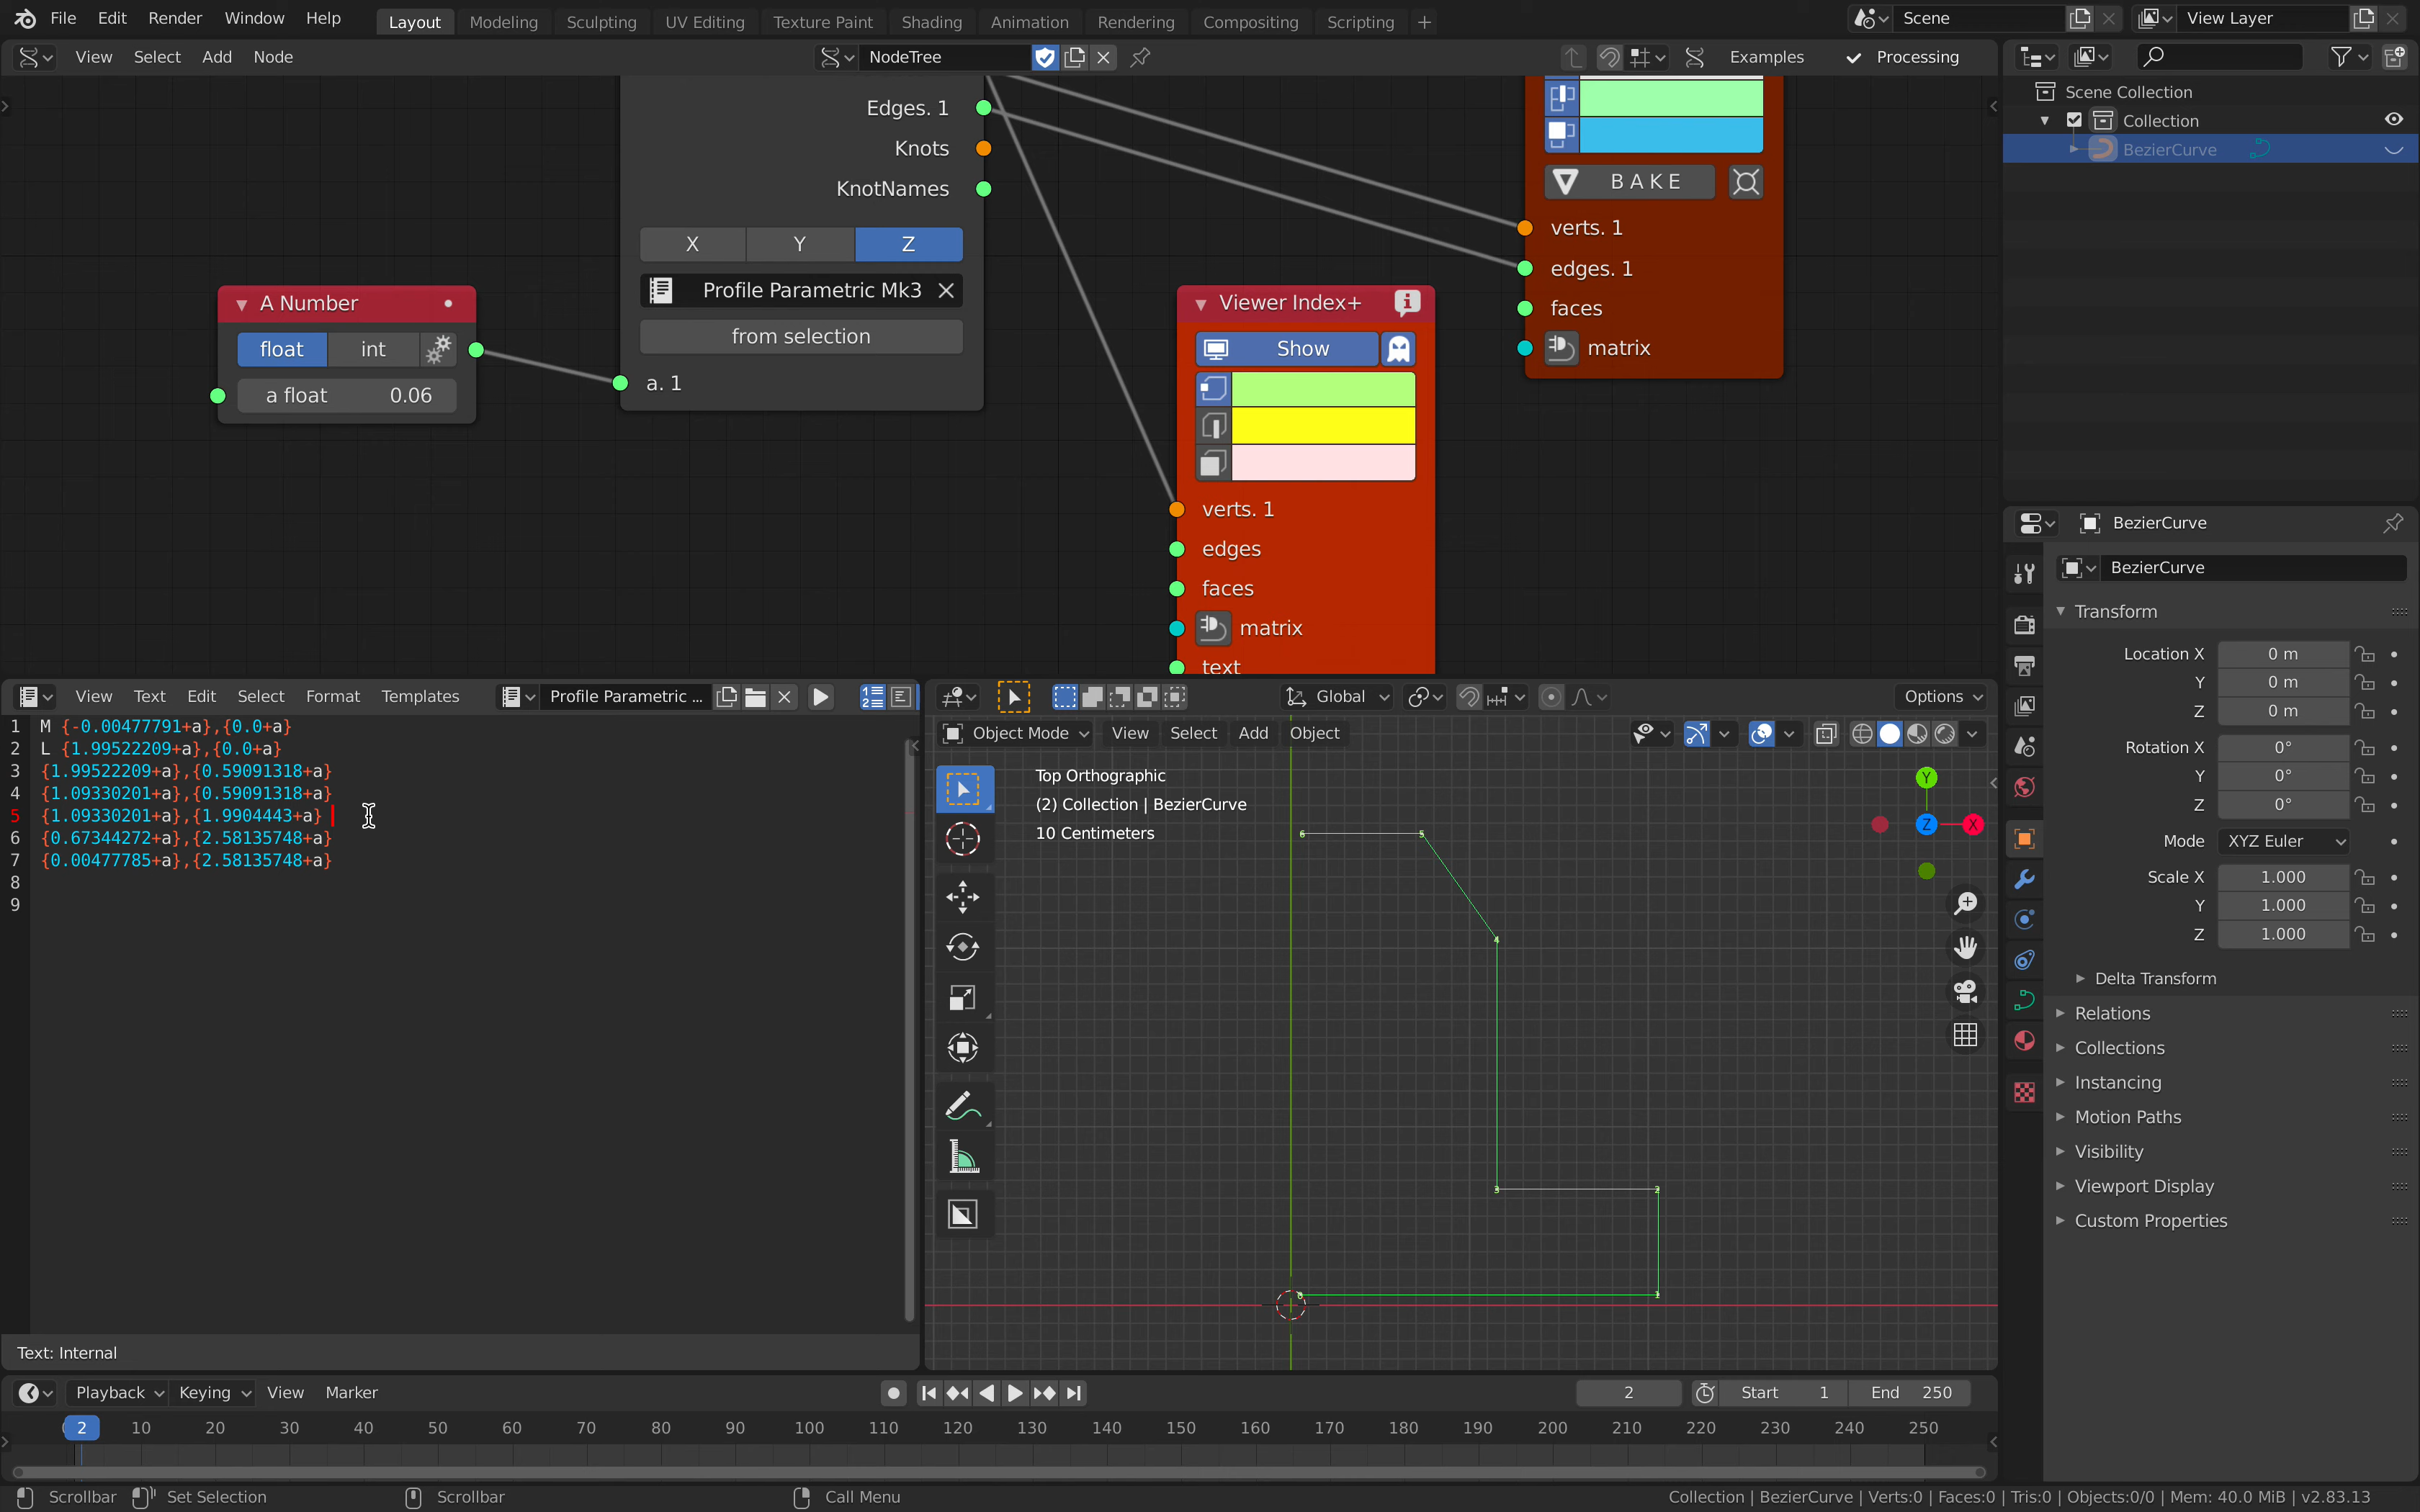 File Edit Render Window Help Layout Modeling Sculpting UV Editing Texture Paint Shading Animation Rendering Compositing Scripting + Scene View Layer
View Select Add Node NodeTree Examples Processing
Scene Collection
Collection
BezierCurve
Edges. 1
Knots
KnotNames
X Y Z
Profile Parametric Mk3
from selection
a. 1
A Number
float int
a float 0.06
BAKE
verts. 1
edges. 1
faces
matrix
Viewer Index+
Show
verts. 1
edges
faces
matrix
text
BezierCurve
BezierCurve
Transform
Location X 0 m
Y 0 m
Z 0 m
Rotation X 0°
Y 0°
Z 0°
Mode XYZ Euler
Scale X 1.000
Y 1.000
Z 1.000
Delta Transform
Relations
Collections
Instancing
Motion Paths
Visibility
Viewport Display
Custom Properties
View Text Edit Select Format Templates Profile Parametric ...
1 M {-0.00477791+a},{0.0+a}
2 L {1.99522209+a},{0.0+a}
3 {1.99522209+a},{0.59091318+a}
4 {1.09330201+a},{0.59091318+a}
5 {1.09330201+a},{1.9904443+a}
6 {0.67344272+a},{2.58135748+a}
7 {0.00477785+a},{2.58135748+a}
8
9
Text: Internal
Global Options
Object Mode View Select Add Object
Top Orthographic
(2) Collection | BezierCurve
10 Centimeters
Y
Z X
6 5
4
3 2
0 1
Playback Keying View Marker 2 Start 1 End 250
2 10 20 30 40 50 60 70 80 90 100 110 120 130 140 150 160 170 180 190 200 210 220 230 240 250
Scrollbar Set Selection Scrollbar Call Menu Collection | BezierCurve | Verts:0 | Faces:0 | Tris:0 | Objects:0/0 | Mem: 40.0 MiB | v2.83.13